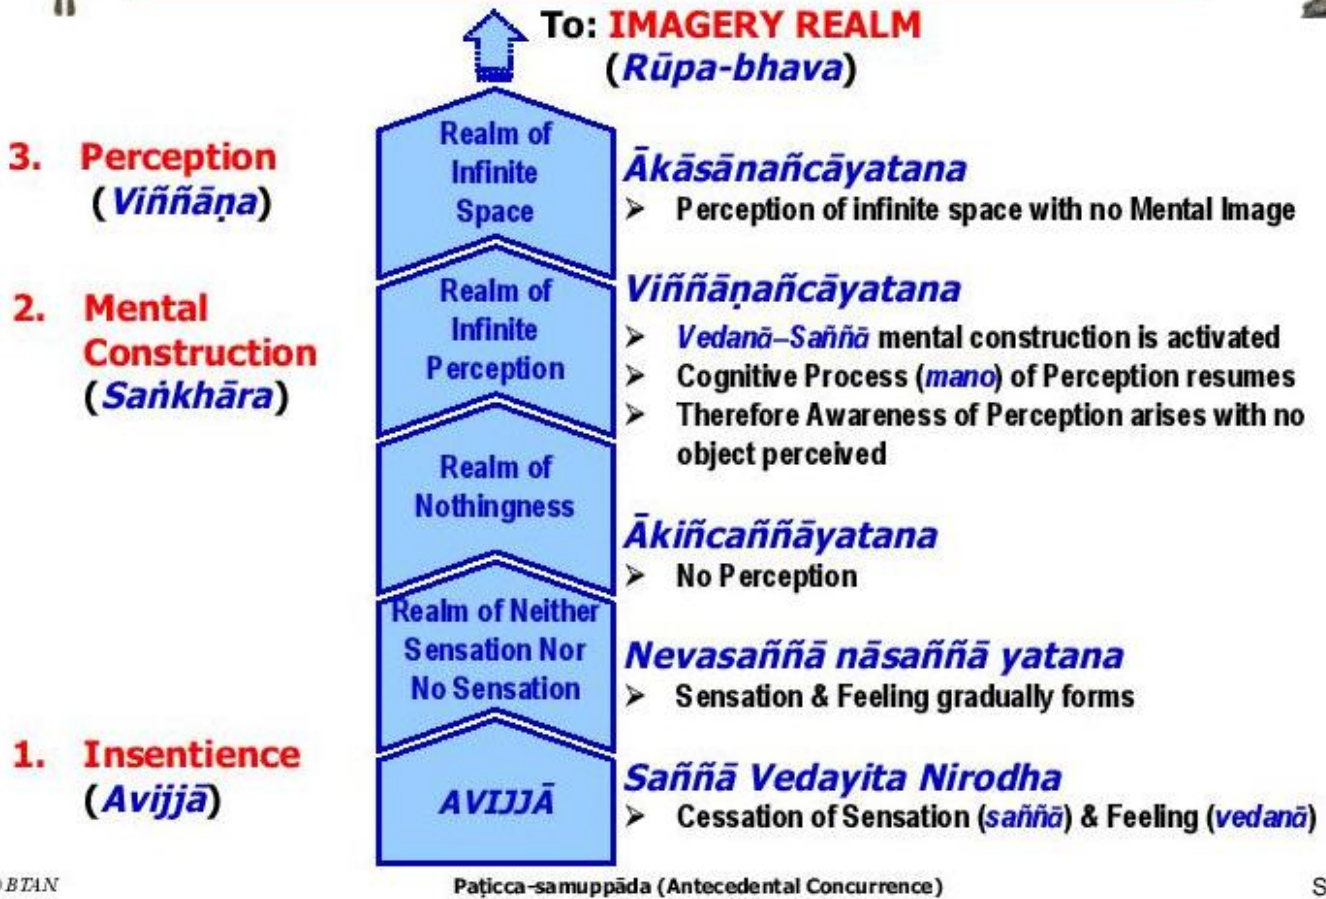 To: IMAGERY REALM
(Rūpa-bhava)
3. Perception
(Viññāṇa)
Realm of
Infinite
Space
Ākāsānañcāyatana
➢ Perception of infinite space with no Mental Image
2. Mental
Construction
(Saṅkhāra)
Realm of
Infinite
Perception
Viññāṇañcāyatana
➢ Vedanā–Saññā mental construction is activated
➢ Cognitive Process (mano) of Perception resumes
➢ Therefore Awareness of Perception arises with no
object perceived
Realm of
Nothingness
Ākiñcaññāyatana
➢ No Perception
Realm of Neither
Sensation Nor
No Sensation
Nevasaññā nāsaññā yatana
➢ Sensation & Feeling gradually forms
1. Insentience
(Avijjā)
AVIJJĀ
Saññā Vedayita Nirodha
➢ Cessation of Sensation (saññā) & Feeling (vedanā)
BTAN
Paṭicca-samuppāda (Antecedental Concurrence)
S